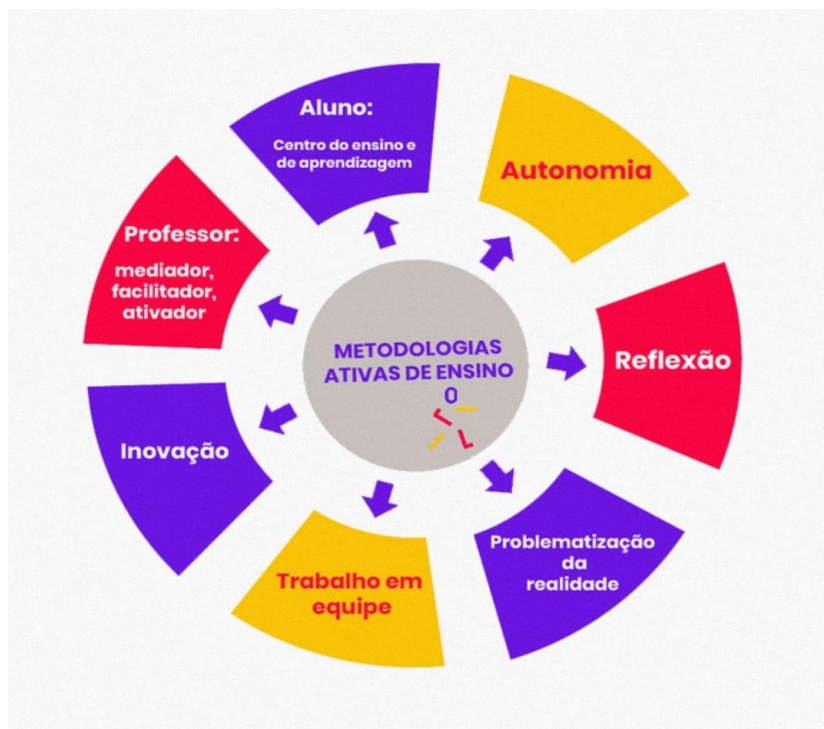 METODOLOGIAS
ATIVAS DE ENSINO
Aluno:
Centro do ensino e
de aprendizagem
Autonomia
Reflexão
Problematização
da
realidade
Trabalho em
equipe
Inovação
Professor:
mediador,
facilitador,
ativador